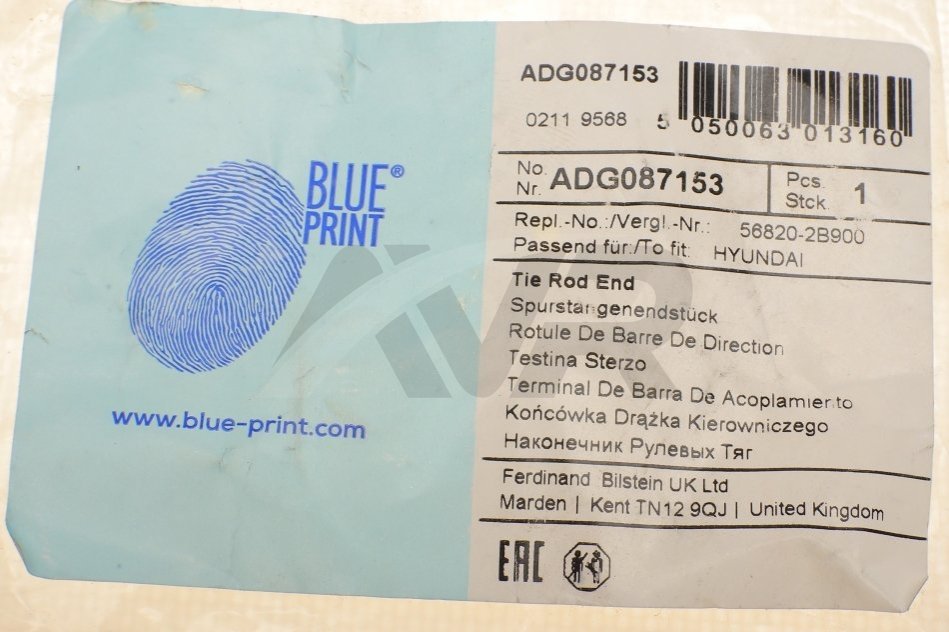 BLUE®
PRINT
www.blue-print.com
ADG087153
0211 9568
5 050063 013160
No.
Nr. ADG087153
Pcs.
Stck. 1
Repl.-No.:/Vergl.-Nr.: 56820-2B900
Passend für:/To fit: HYUNDAI
Tie Rod End
Spurstangenendstück
Rotule De Barre De Direction
Testina Sterzo
Terminal De Barra De Acoplamiento
Końcówka Drążka Kierowniczego
Наконечник Рулевых Тяг
Ferdinand Bilstein UK Ltd
Marden | Kent TN12 9QJ | United Kingdom
EAC